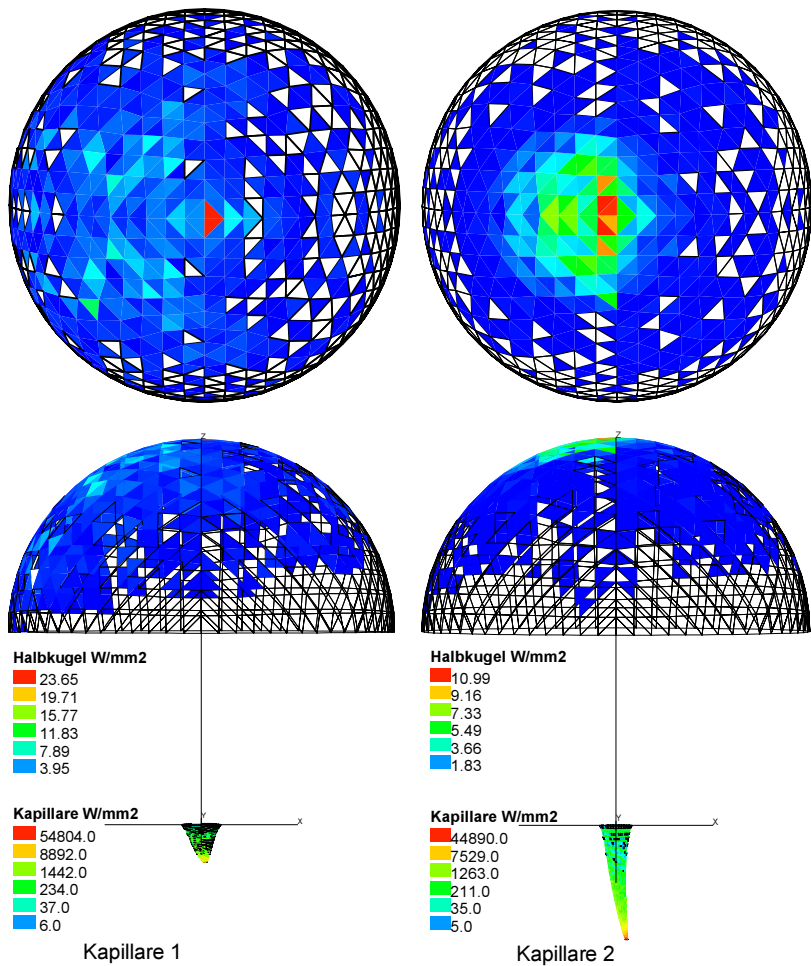 Z
Z
Halbkugel W/mm2
23.65
19.71
15.77
11.83
7.89
3.95
Halbkugel W/mm2
10.99
9.16
7.33
5.49
3.66
1.83
Kapillare W/mm2
54804.0
8892.0
1442.0
234.0
37.0
6.0
Y
X
Kapillare W/mm2
44890.0
7529.0
1263.0
211.0
35.0
5.0
Y
X
Kapillare 1
Kapillare 2